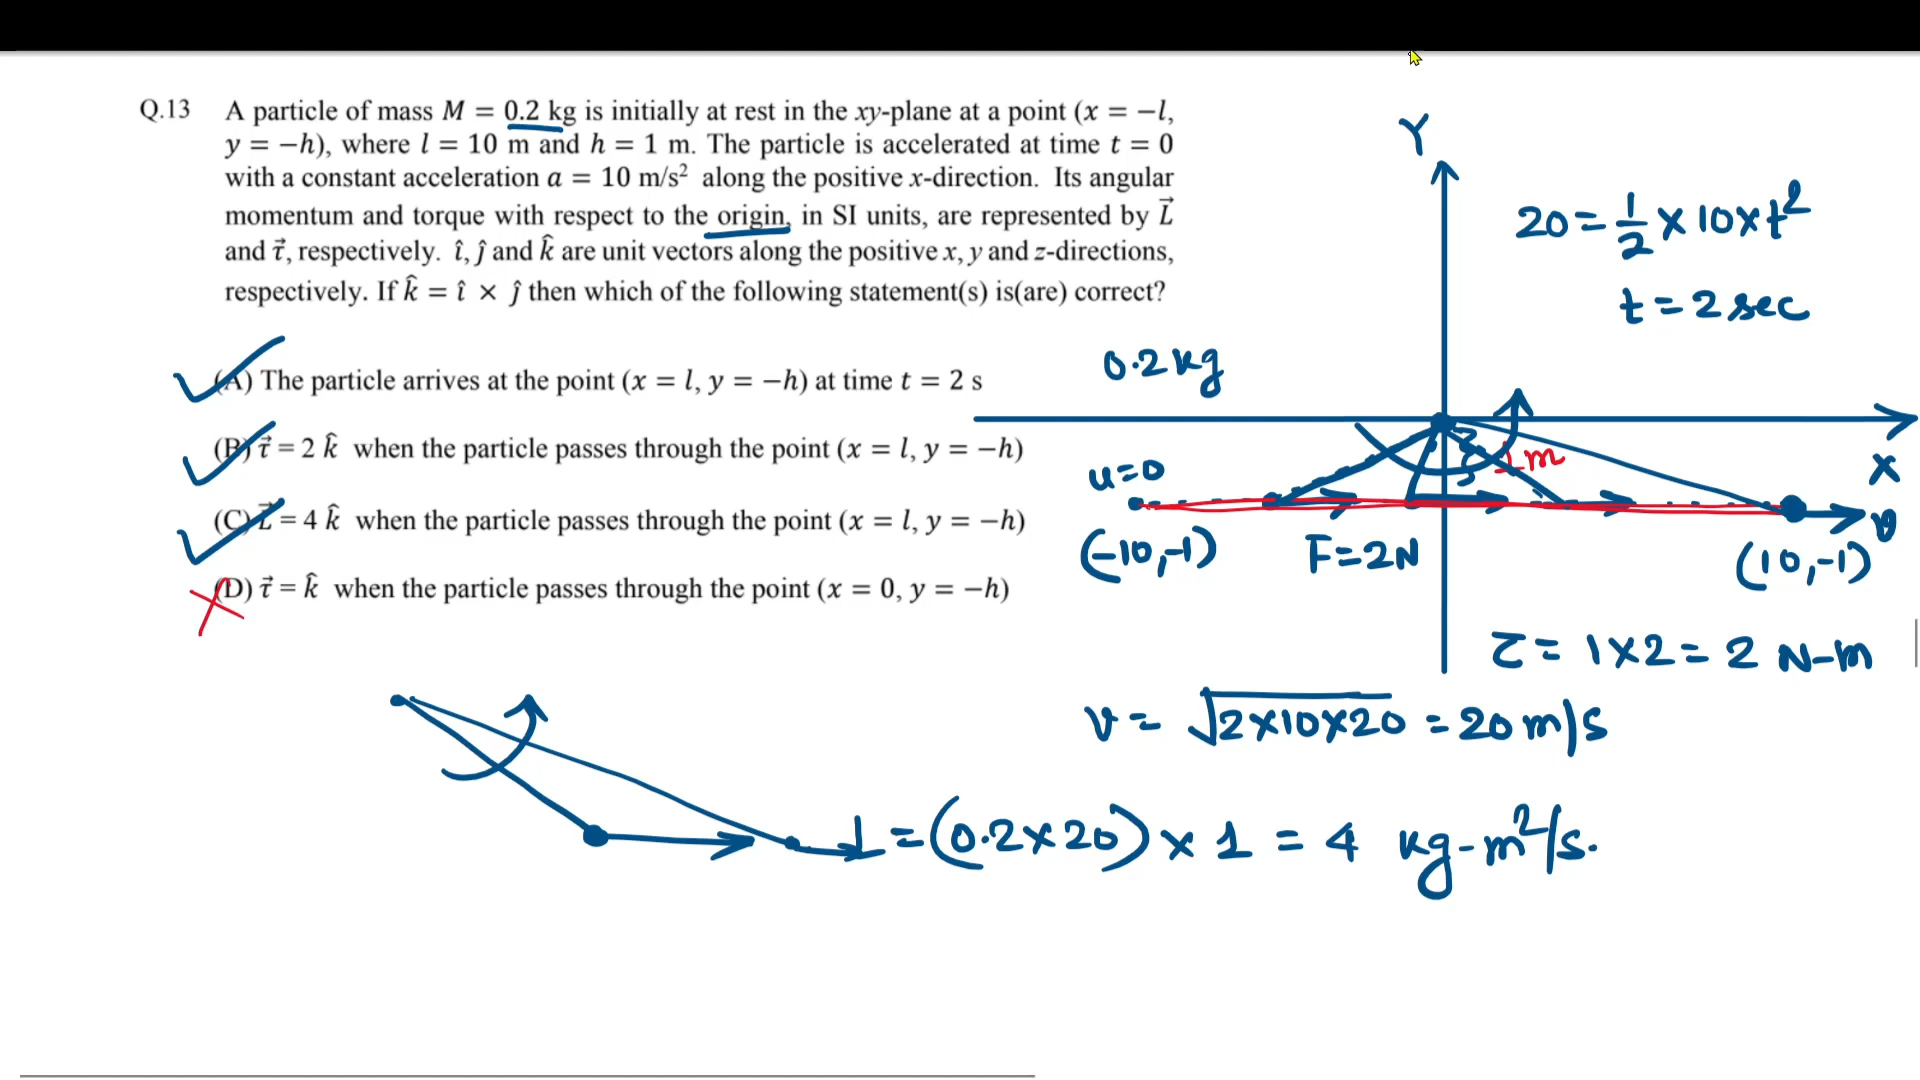 Q.13 A particle of mass M = 0.2 kg is initially at rest in the xy-plane at a point (x = −l,
y = −h), where l = 10 m and h = 1 m. The particle is accelerated at time t = 0
with a constant acceleration a = 10 m/s² along the positive x-direction. Its angular
momentum and torque with respect to the origin, in SI units, are represented by L⃗
and τ⃗, respectively. î, ĵ and k̂ are unit vectors along the positive x, y and z-directions,
respectively. If k̂ = î × ĵ then which of the following statement(s) is(are) correct?
(A) The particle arrives at the point (x = l, y = −h) at time t = 2 s
(B) τ⃗ = 2 k̂ when the particle passes through the point (x = l, y = −h)
(C) L⃗ = 4 k̂ when the particle passes through the point (x = l, y = −h)
(D) τ⃗ = k̂ when the particle passes through the point (x = 0, y = −h)
Y
20 = 1/2 × 10 × t²
t = 2 sec
0.2 kg
X
1 m
u=0
v
(-10,-1)
F=2N
(10,-1)
τ = 1×2 = 2 N-m
v = √2×10×20 = 20 m/s
L = (0.2×20) × 1 = 4 kg-m²/s.